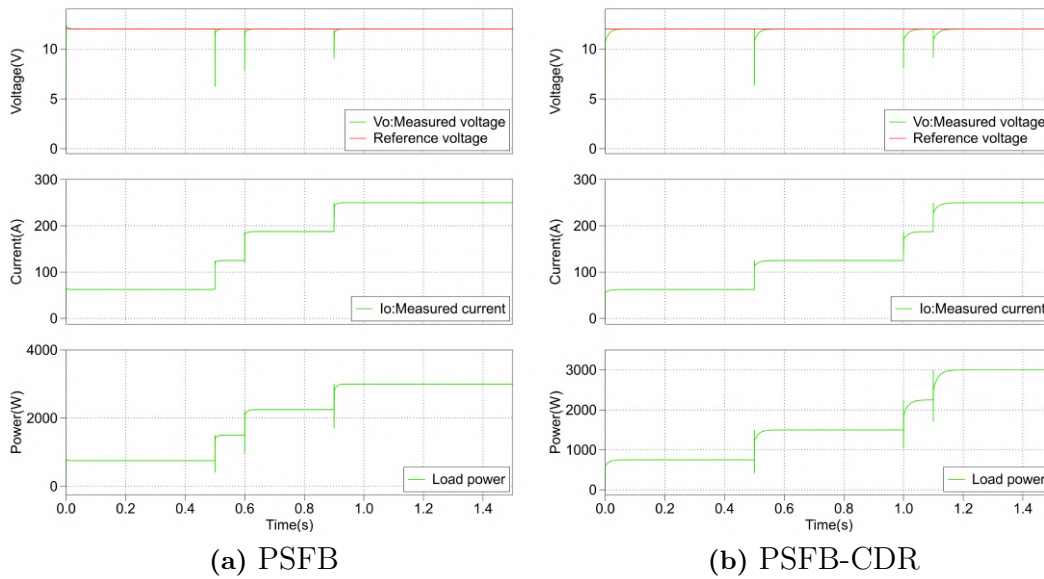 10
5
0
Voltage(V)
Vo:Measured voltage
Reference voltage
300
200
100
0
Current(A)
Io:Measured current
4000
2000
0
Power(W)
Load power
0.0 0.2 0.4 0.6 0.8 1.0 1.2 1.4
Time(s)
(a) PSFB
10
5
0
Voltage(V)
Vo:Measured voltage
Reference voltage
300
200
100
0
Current(A)
Io:Measured current
3000
2000
1000
0
Power(W)
Load power
0.0 0.2 0.4 0.6 0.8 1.0 1.2 1.4
Time(s)
(b) PSFB-CDR